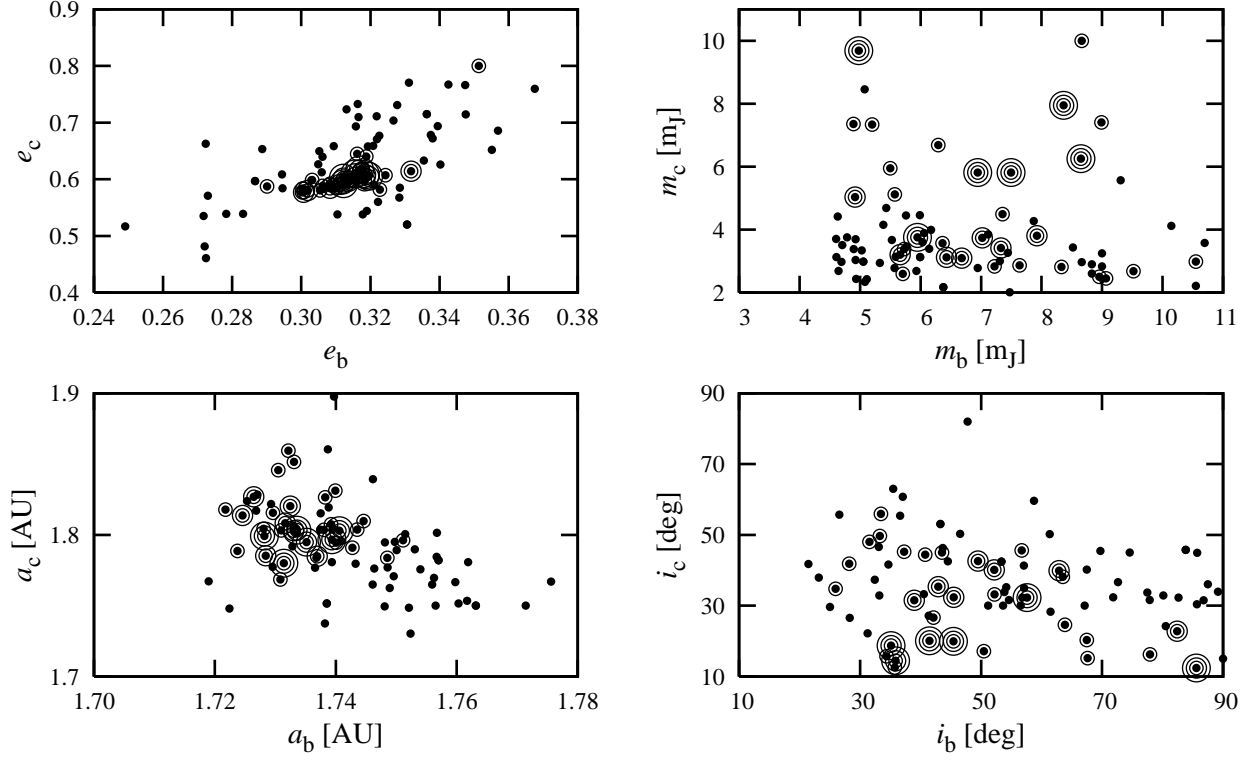 0.9
0.8
0.7
0.6
0.5
0.4
e_c
0.24 0.26 0.28 0.30 0.32 0.34 0.36 0.38
e_b
10
8
6
4
2
m_c [m_J]
3 4 5 6 7 8 9 10 11
m_b [m_J]
1.9
1.8
1.7
a_c [AU]
1.70 1.72 1.74 1.76 1.78
a_b [AU]
90
70
50
30
10
i_c [deg]
10 30 50 70 90
i_b [deg]